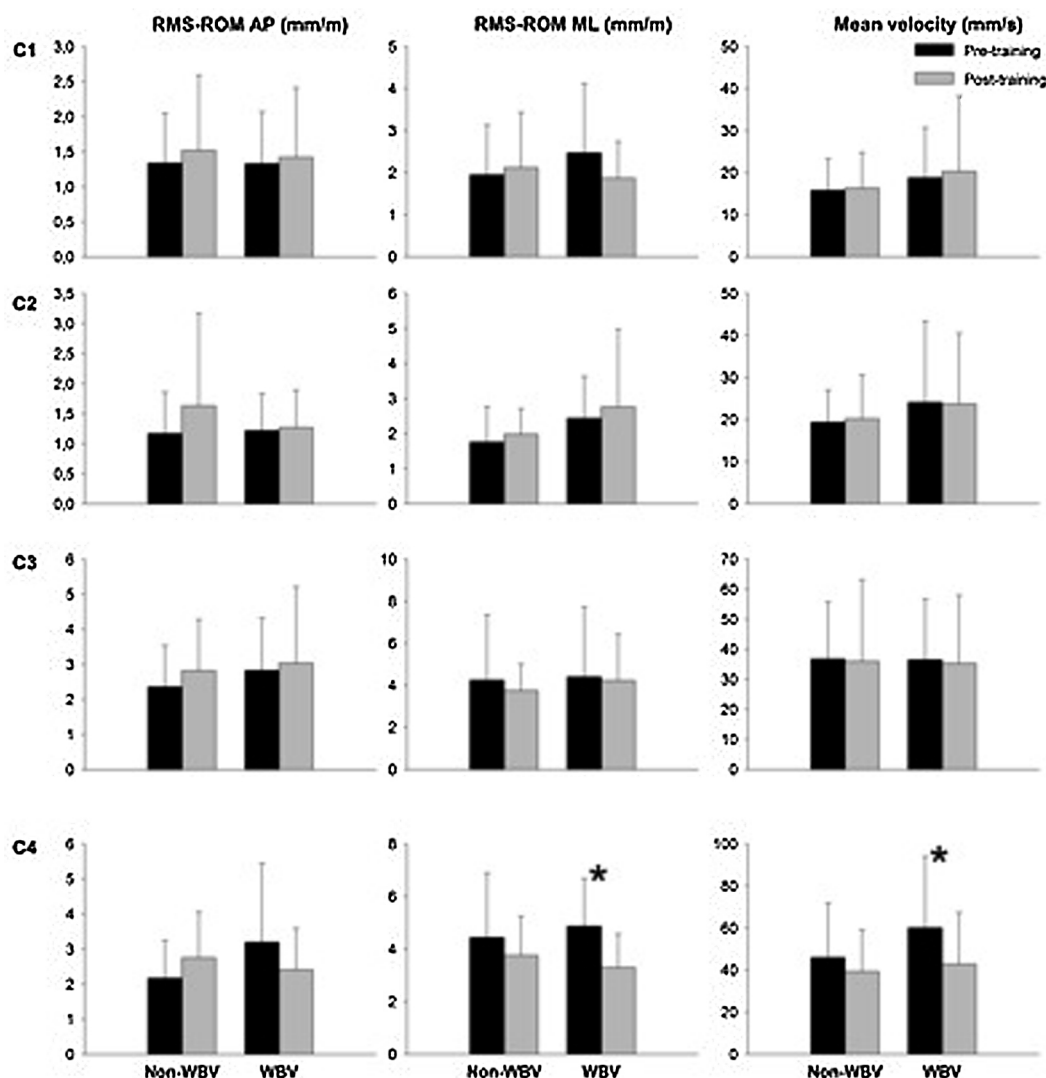 RMS-ROM AP (mm/m) RMS-ROM ML (mm/m) Mean velocity (mm/s)
C1
3,0 5 50
Pre-training
Post-training
2,5 4 40
2,0 3 30
1,5 2 20
1,0 1 10
0,5
0,0 0 0
C2
3,5 6 50
3,0 5 40
2,5 4 30
2,0 3 20
1,5 2 10
1,0 1
0,5
0,0 0 0
C3
6 10 70
5 8 60
4 6 50
3 4 40
2 2 30
1 20
10
0 0 0
C4
6 8 100
5 6 80
4 4 60
3 2 40
2 20
1
0 0 0
* *
Non-WBV WBV Non-WBV WBV Non-WBV WBV